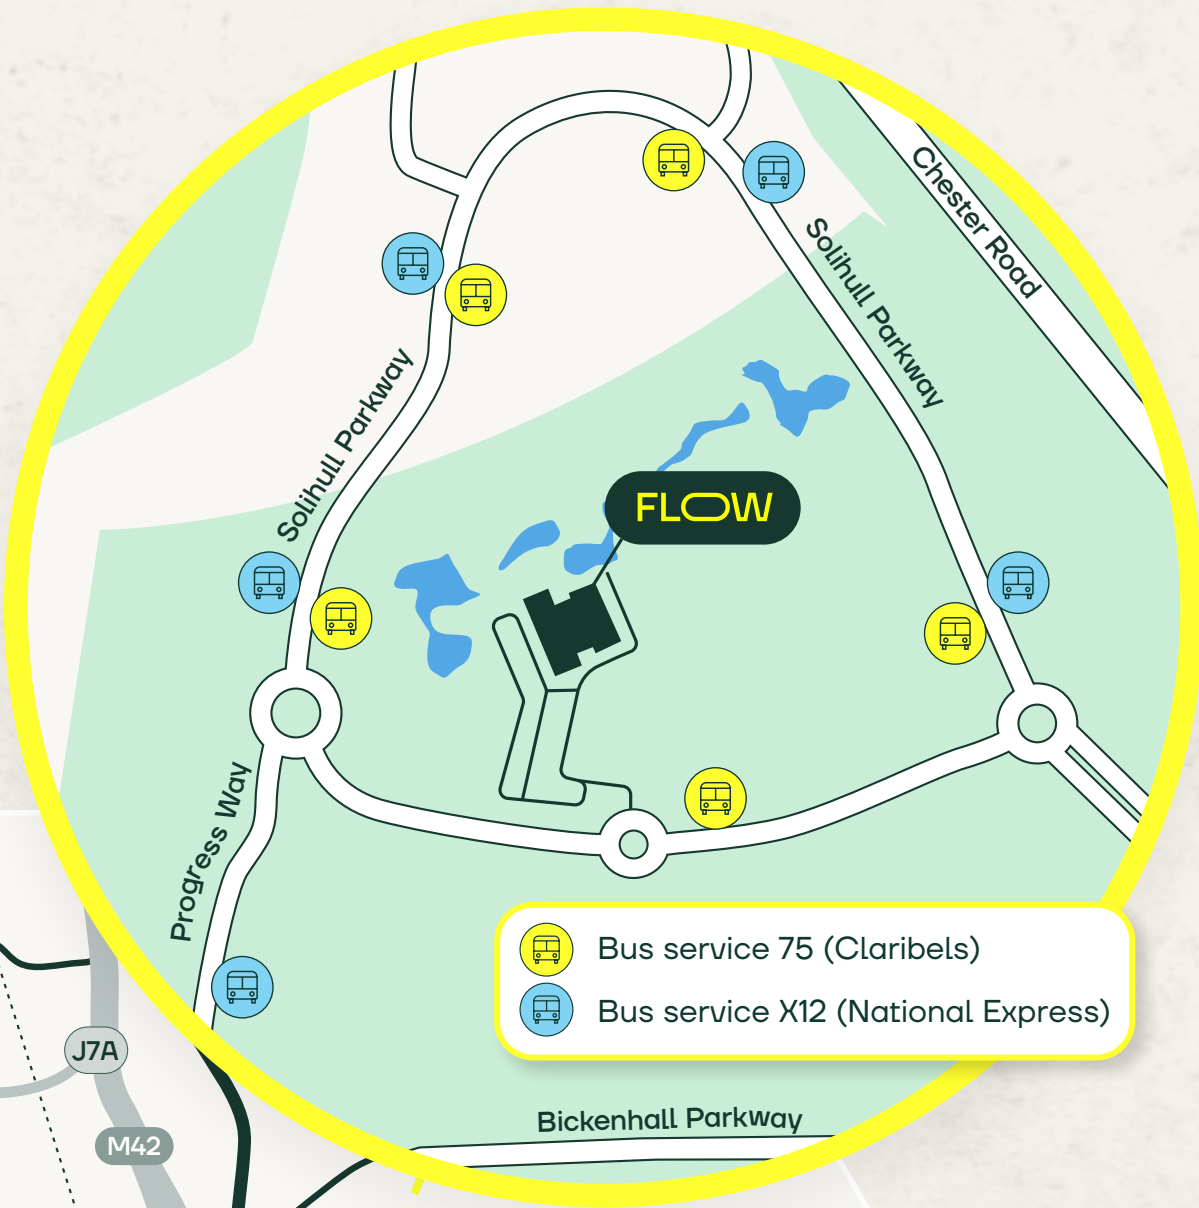 Chester Road
Solihull Parkway
Solihull Parkway
FLOW
Progress Way
Bus service 75 (Claribels)
Bus service X12 (National Express)
J7A
Bickenhall Parkway
M42